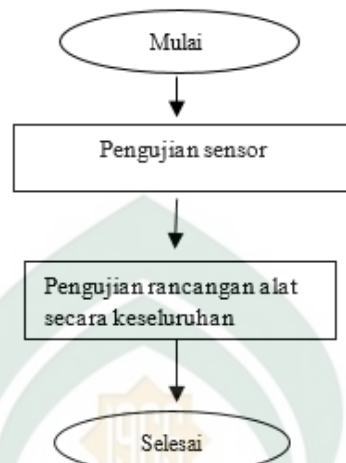 Mulai
Pengujian sensor
Pengujian rancangan alat
secara keseluruhan
Selesai